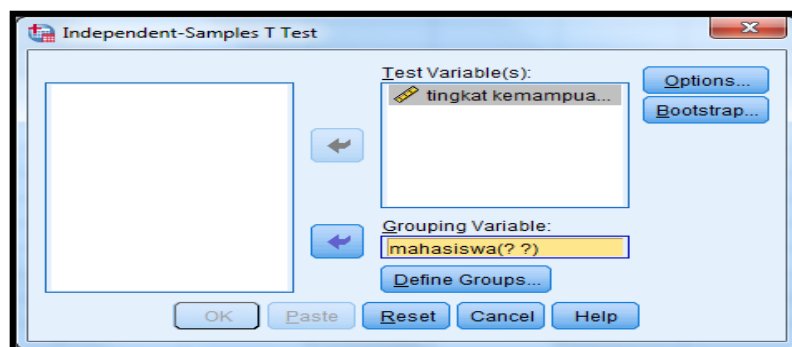 Independent-Samples T Test
Test Variable(s):
tingkat kemampua...
Options...
Bootstrap...
Grouping Variable:
mahasiswa(? ?)
Define Groups...
OK Paste Reset Cancel Help